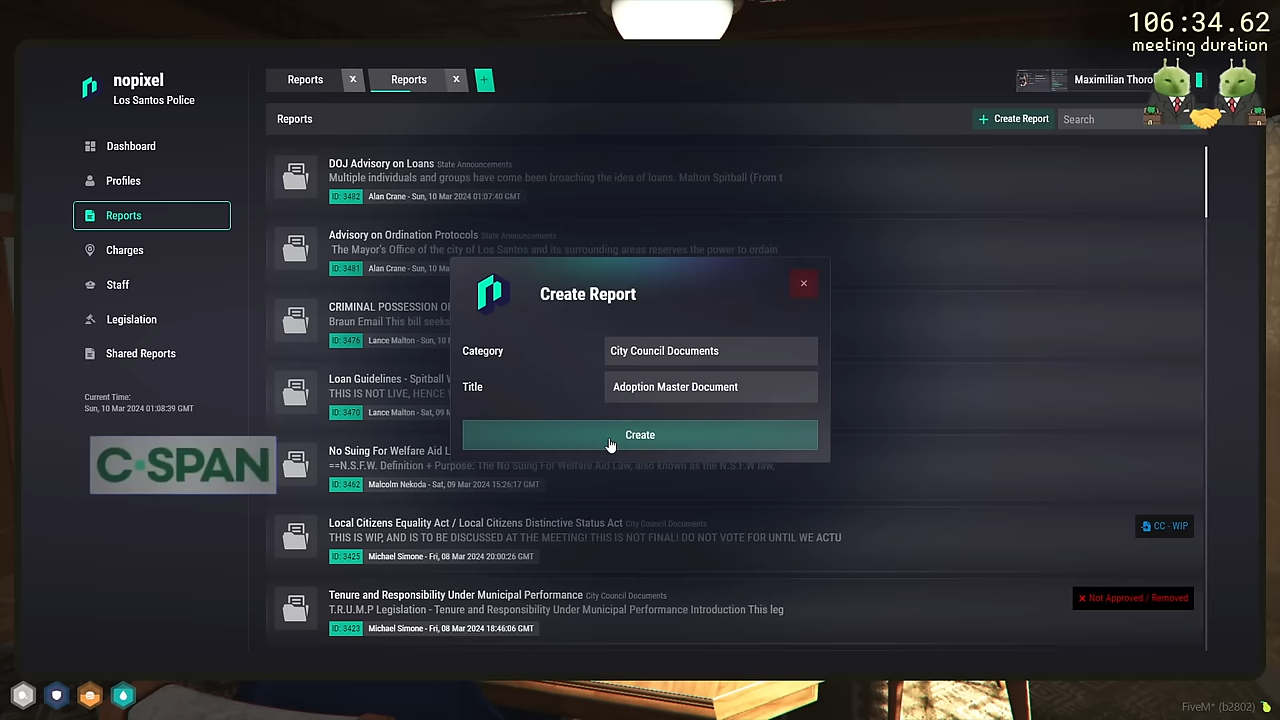 106:34.62
meeting duration
nopixel
Los Santos Police
Reports
x
Reports
x
+
Maximilian Thoro
Dashboard
Profiles
Reports
Charges
Staff
Legislation
Shared Reports
Current Time:
Sun, 10 Mar 2024 01:08:39 GMT
C-SPAN
Reports
+ Create Report
Search
DOJ Advisory on Loans State Announcements
Multiple individuals and groups have come been broaching the idea of loans. Malton Spitball (From t
ID: 3482 Alan Crane - Sun, 10 Mar 2024 01:07:40 GMT
Advisory on Ordination Protocols State Announcements
The Mayor's Office of the city of Los Santos and its surrounding areas reserves the power to ordain
ID: 3481 Alan Crane - Sun, 10 Ma
CRIMINAL POSSESSION O
Braun Email This bill seeks
ID: 3476 Lance Malton - Sun, 10
Loan Guidelines - Spitball
THIS IS NOT LIVE, HENCE
ID: 3470 Lance Malton - Sat, 09
No Suing For Welfare Aid L
==N.S.F.W. Definition + Purpose: The No Suing For Welfare Aid Law, also known as the N.S.F.W law,
ID: 3462 Malcolm Nekoda - Sat, 09 Mar 2024 15:26:17 GMT
Local Citizens Equality Act / Local Citizens Distinctive Status Act City Council Documents
THIS IS WIP, AND IS TO BE DISCUSSED AT THE MEETING! THIS IS NOT FINAL! DO NOT VOTE FOR UNTIL WE ACTU
ID: 3425 Michael Simone - Fri, 08 Mar 2024 20:00:26 GMT
CC - WIP
Tenure and Responsibility Under Municipal Performance City Council Documents
T.R.U.M.P Legislation - Tenure and Responsibility Under Municipal Performance Introduction This leg
ID: 3423 Michael Simone - Fri, 08 Mar 2024 18:46:06 GMT
× Not Approved / Removed
Create Report
×
Category
City Council Documents
Title
Adoption Master Document
Create
FiveM* (b2802)